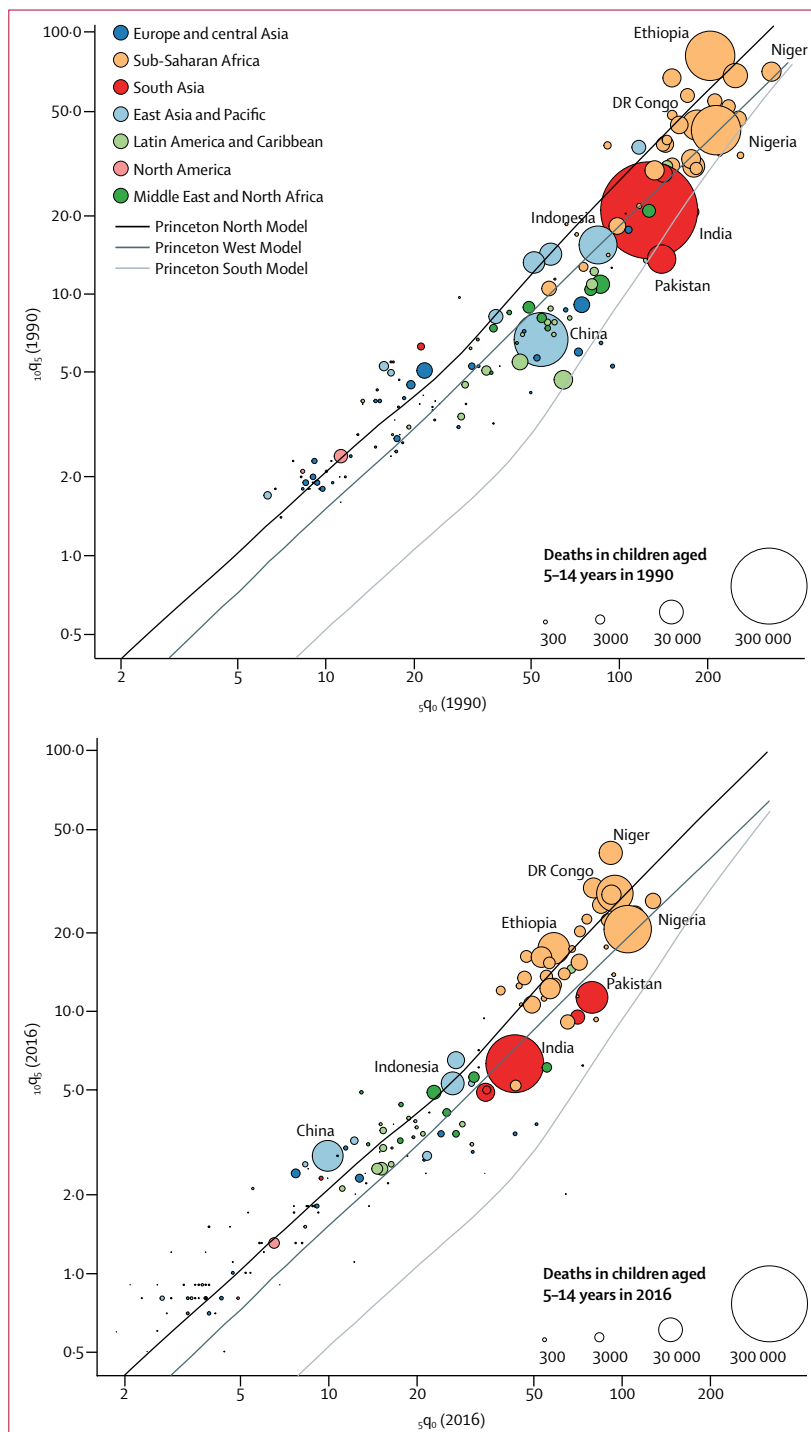 100·0
50·0
20·0
10·0
5·0
2·0
1·0
0·5
₁₀q₅ (1990)
Europe and central Asia
Sub-Saharan Africa
South Asia
East Asia and Pacific
Latin America and Caribbean
North America
Middle East and North Africa
Princeton North Model
Princeton West Model
Princeton South Model
Ethiopia
Niger
DR Congo
Nigeria
Indonesia
India
Pakistan
China
Deaths in children aged
5–14 years in 1990
300
3000
30 000
300 000
2
5
10
20
50
100
200
₅q₀ (1990)
100·0
50·0
20·0
10·0
5·0
2·0
1·0
0·5
₁₀q₅ (2016)
Niger
DR Congo
Ethiopia
Nigeria
Pakistan
India
Indonesia
China
Deaths in children aged
5–14 years in 2016
300
3000
30 000
300 000
2
5
10
20
50
100
200
₅q₀ (2016)